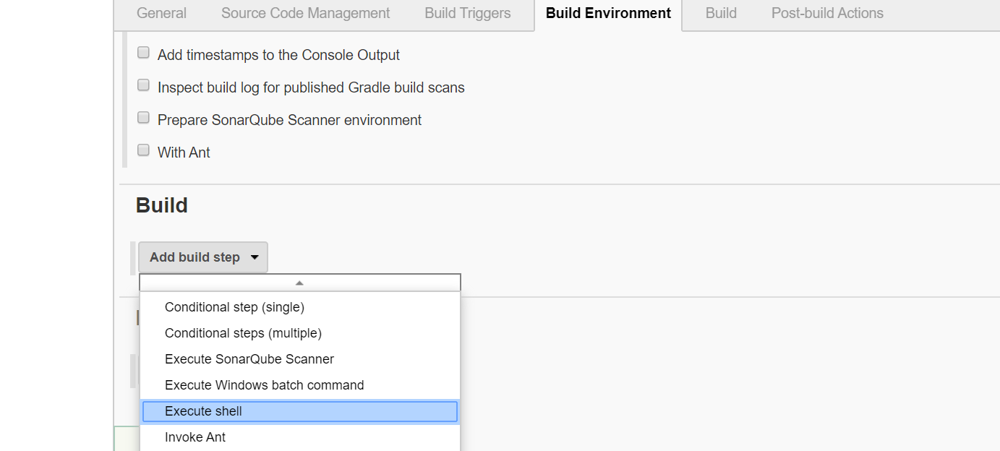 General Source Code Management Build Triggers Build Environment Build Post-build Actions
Add timestamps to the Console Output
Inspect build log for published Gradle build scans
Prepare SonarQube Scanner environment
With Ant
Build
Add build step
Conditional step (single)
Conditional steps (multiple)
Execute SonarQube Scanner
Execute Windows batch command
Execute shell
Invoke Ant